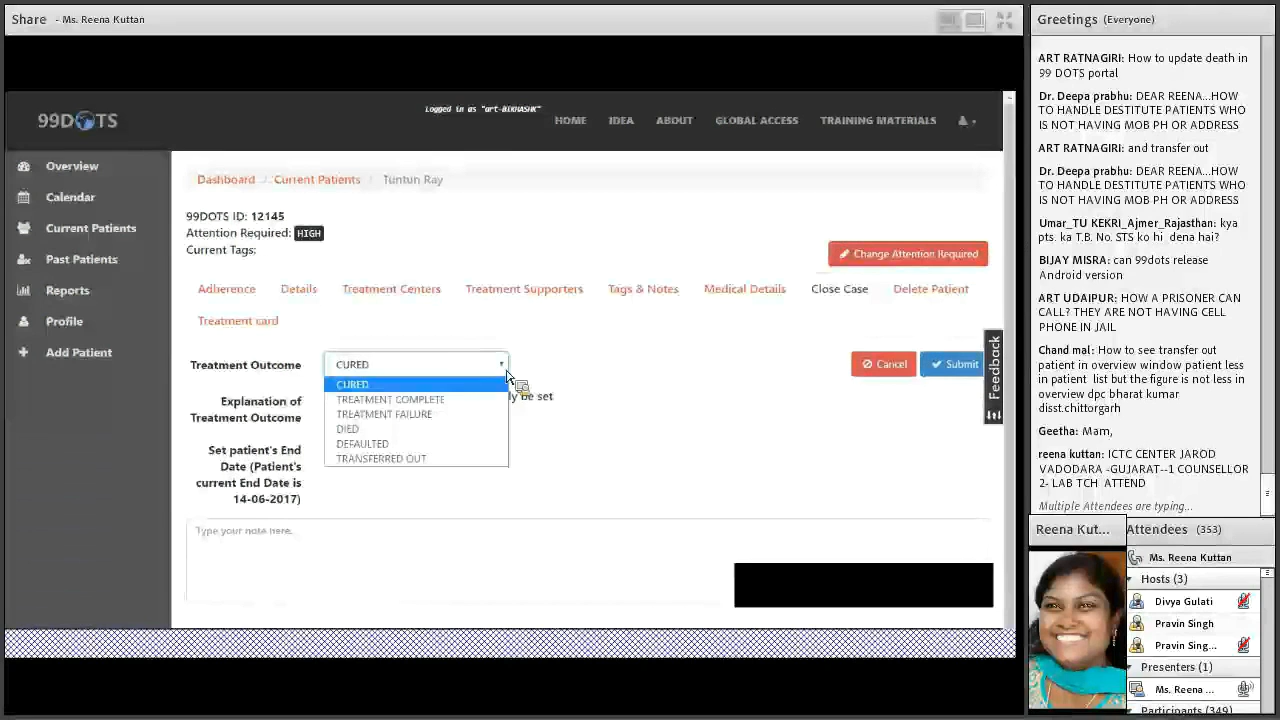 Share - Ms. Reena Kuttan
Logged in as "art-BIKHASHK"
99DOTS
HOME IDEA ABOUT GLOBAL ACCESS TRAINING MATERIALS
Overview
Calendar
Current Patients
Past Patients
Reports
Profile
Add Patient
Dashboard / Current Patients / Tuntun Ray
99DOTS ID: 12145
Attention Required: HIGH
Current Tags:
Change Attention Required
Adherence Details Treatment Centers Treatment Supporters Tags & Notes Medical Details Close Case Delete Patient
Treatment card
Treatment Outcome
CURED
Cancel
Submit
CURED
TREATMENT COMPLETE
TREATMENT FAILURE
DIED
DEFAULTED
TRANSFERRED OUT
Explanation of
Treatment Outcome
ly be set
Set patient's End
Date (Patient's
current End Date is
14-06-2017)
Type your note here.
Feedback
Greetings (Everyone)
ART RATNAGIRI: How to update death in
99 DOTS portal
Dr. Deepa prabhu: DEAR REENA...HOW
TO HANDLE DESTITUTE PATIENTS WHO
IS NOT HAVING MOB PH OR ADDRESS
ART RATNAGIRI: and transfer out
Dr. Deepa prabhu: DEAR REENA...HOW
TO HANDLE DESTITUTE PATIENTS WHO
IS NOT HAVING MOB PH OR ADDRESS
Umar_TU KEKRI_Ajmer_Rajasthan: kya
pts. ka T.B. No. STS ko hi dena hai?
BIJAY MISRA: can 99dots release
Android version
ART UDAIPUR: HOW A PRISONER CAN
CALL? THEY ARE NOT HAVING CELL
PHONE IN JAIL
Chand mal: How to see transfer out
patient in overview window patient less
in patient list but the figure is not less in
overview dpc bharat kumar
disst.chittorgarh
Geetha: Mam,
reena kuttan: ICTC CENTER JAROD
VADODARA -GUJARAT--1 COUNSELLOR
2- LAB TCH ATTEND
Multiple Attendees are typing...
Reena Kut...
Attendees (353)
Ms. Reena Kuttan
Hosts (3)
Divya Gulati
Pravin Singh
Pravin Sing...
Presenters (1)
Ms. Reena ...
Participants (349)